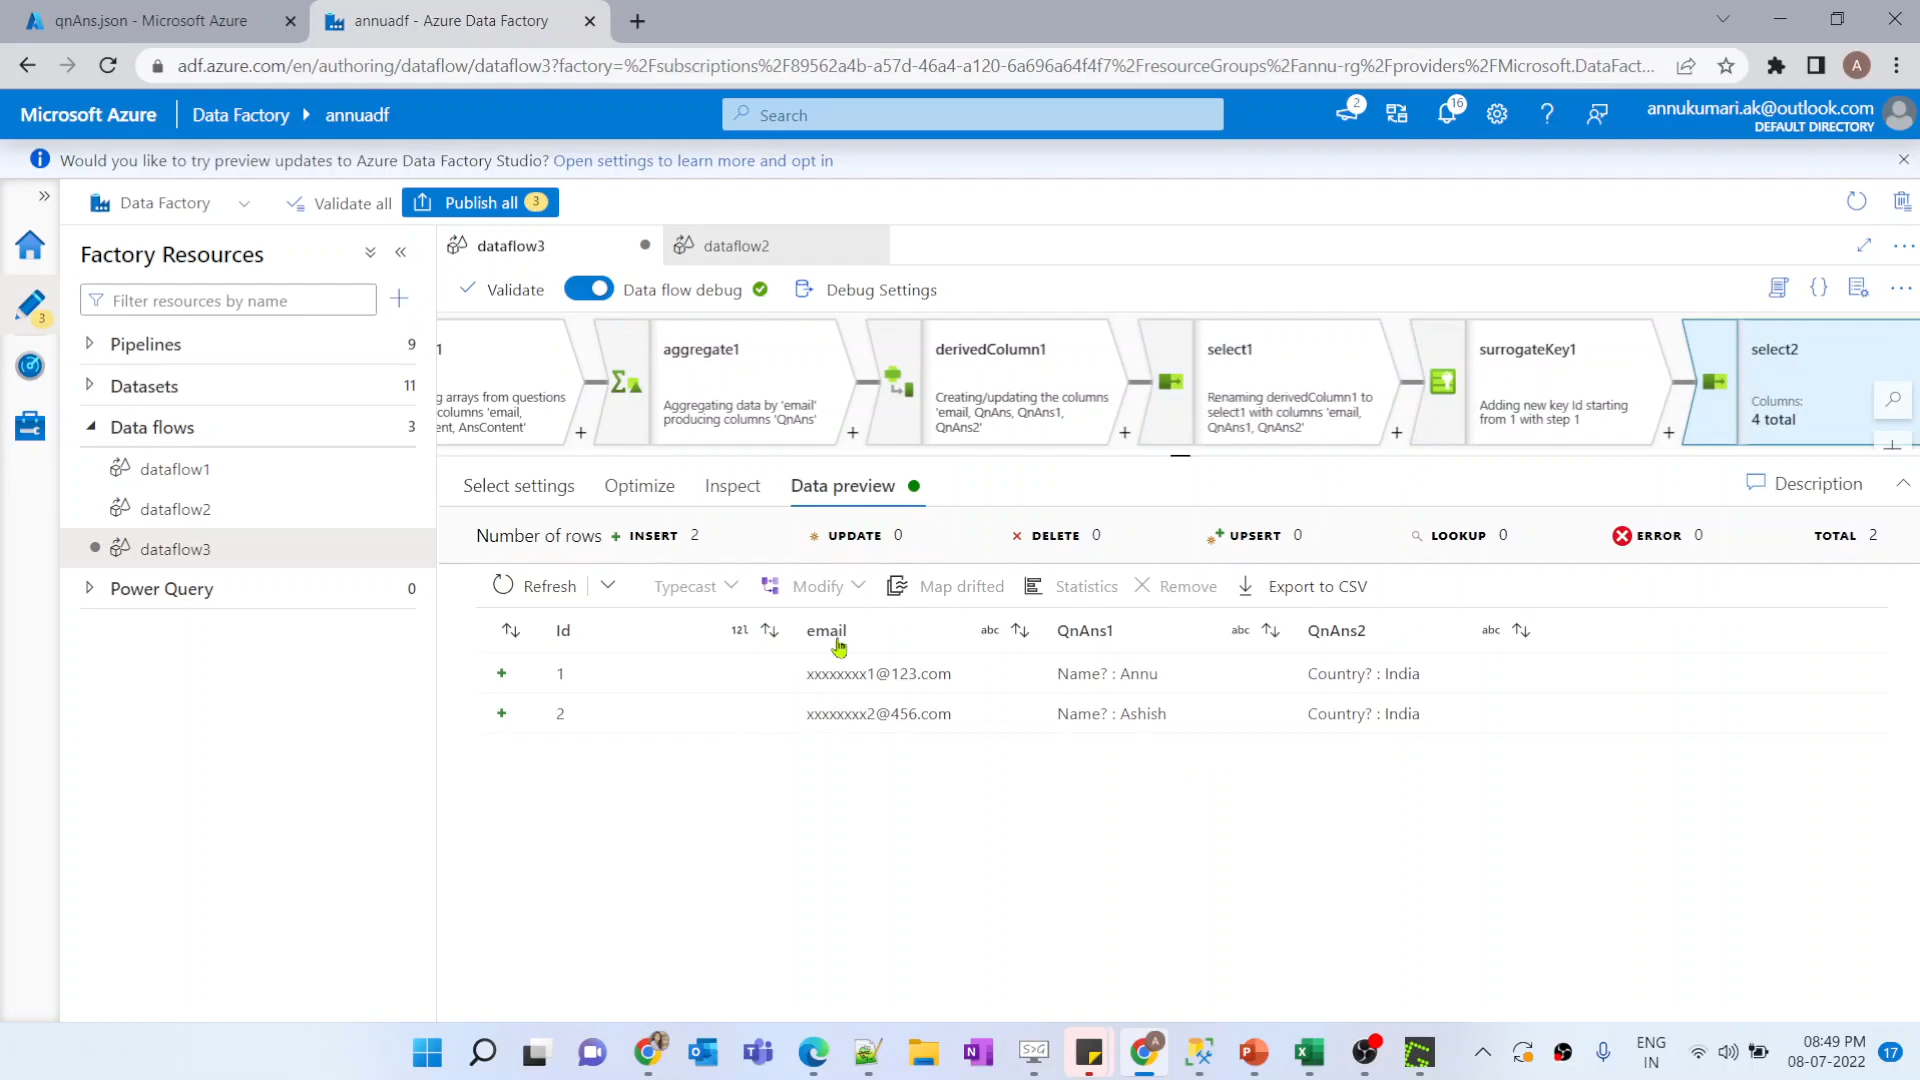 qnAns.json - Microsoft Azure
annuadf - Azure Data Factory
adf.azure.com/en/authoring/dataflow/dataflow3?factory=%2Fsubscriptions%2F89562a4b-a57d-46a4-a120-6a696a64f4f7%2FresourceGroups%2Fannu-rg%2Fproviders%2FMicrosoft.DataFact...
A
Microsoft Azure
Data Factory
annuadf
Search
2
16
annukumari.ak@outlook.com
DEFAULT DIRECTORY
Would you like to try preview updates to Azure Data Factory Studio? Open settings to learn more and opt in
Data Factory
Validate all
Publish all 3
Factory Resources
dataflow3
dataflow2
Filter resources by name
Validate
Data flow debug
Debug Settings
3
Pipelines 9
Datasets 11
Data flows 3
dataflow1
dataflow2
dataflow3
Power Query 0
1
g arrays from questions
columns 'email,
ent, AnsContent'
aggregate1
Aggregating data by 'email'
producing columns 'QnAns'
derivedColumn1
Creating/updating the columns
'email, QnAns, QnAns1,
QnAns2'
select1
Renaming derivedColumn1 to
select1 with columns 'email,
QnAns1, QnAns2'
surrogateKey1
Adding new key Id starting
from 1 with step 1
select2
Columns:
4 total
Select settings
Optimize
Inspect
Data preview
Description
Number of rows + INSERT 2 UPDATE 0 × DELETE 0 UPSERT 0 LOOKUP 0 ERROR 0 TOTAL 2
Refresh
Typecast
Modify
Map drifted
Statistics
Remove
Export to CSV
Id 12l email abc QnAns1 abc QnAns2 abc
+ 1 xxxxxxxx1@123.com Name? : Annu Country? : India
+ 2 xxxxxxxx2@456.com Name? : Ashish Country? : India
S>G
A
ENG
IN
08:49 PM
08-07-2022
17